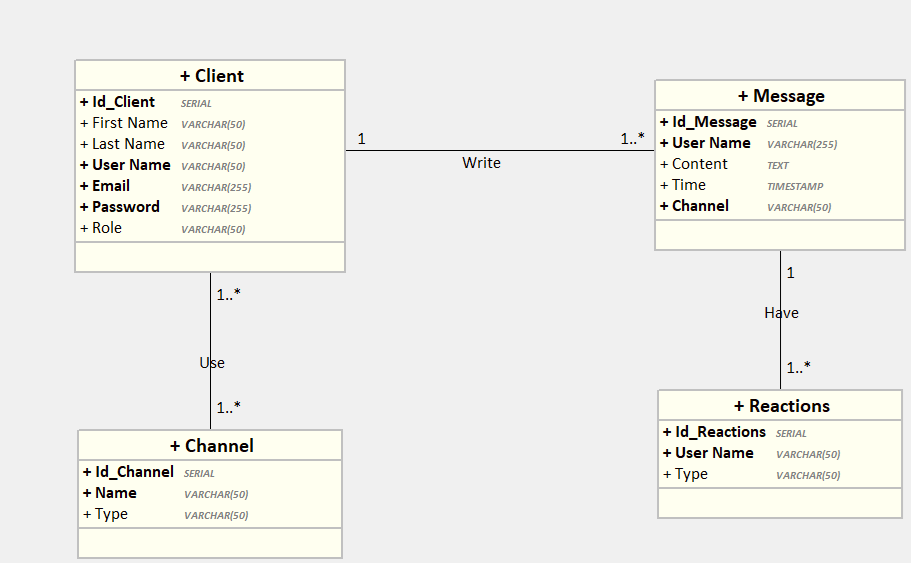 + Client
+ Id_Client SERIAL
+ First Name VARCHAR(50)
+ Last Name VARCHAR(50)
+ User Name VARCHAR(50)
+ Email VARCHAR(255)
+ Password VARCHAR(255)
+ Role VARCHAR(50)
1
1..*
Write
+ Message
+ Id_Message SERIAL
+ User Name VARCHAR(255)
+ Content TEXT
+ Time TIMESTAMP
+ Channel VARCHAR(50)
1..*
Use
1..*
1
Have
1..*
+ Channel
+ Id_Channel SERIAL
+ Name VARCHAR(50)
+ Type VARCHAR(50)
+ Reactions
+ Id_Reactions SERIAL
+ User Name VARCHAR(50)
+ Type VARCHAR(50)